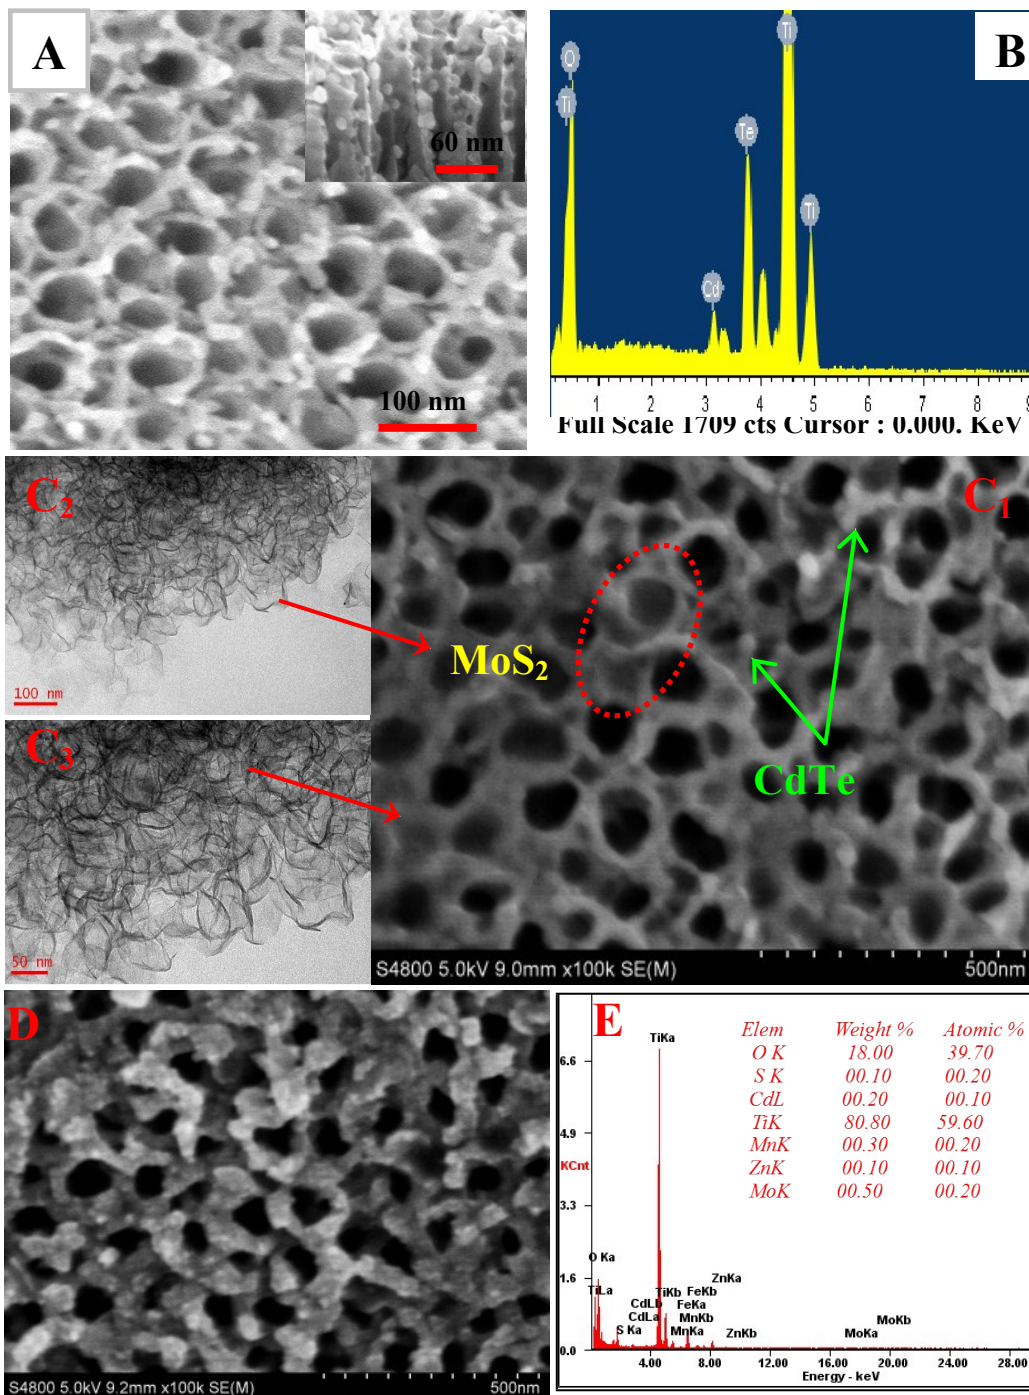 A
60 nm
100 nm
B
O
Ti
Ti
Te
Ti
Cd
1 2 3 4 5 6 7 8 9
Full Scale 1709 cts Cursor : 0.000. KeV
C2
100 nm
C3
50 nm
C1
MoS2
CdTe
S4800 5.0kV 9.0mm x100k SE(M) 500nm
D
S4800 5.0kV 9.2mm x100k SE(M) 500nm
E
Elem Weight % Atomic %
O K 18.00 39.70
S K 00.10 00.20
CdL 00.20 00.10
TiK 80.80 59.60
MnK 00.30 00.20
ZnK 00.10 00.10
MoK 00.50 00.20
TiKa
6.6
4.9
KCnt
3.3
1.6
0.0
O Ka
TiLa
S Ka
CdLb
CdLa
TiKb
MnKa
FeKb
FeKa
MnKb
ZnKa
ZnKb
MoKa
MoKb
4.00 8.00 12.00 16.00 20.00 24.00 28.0
Energy - keV